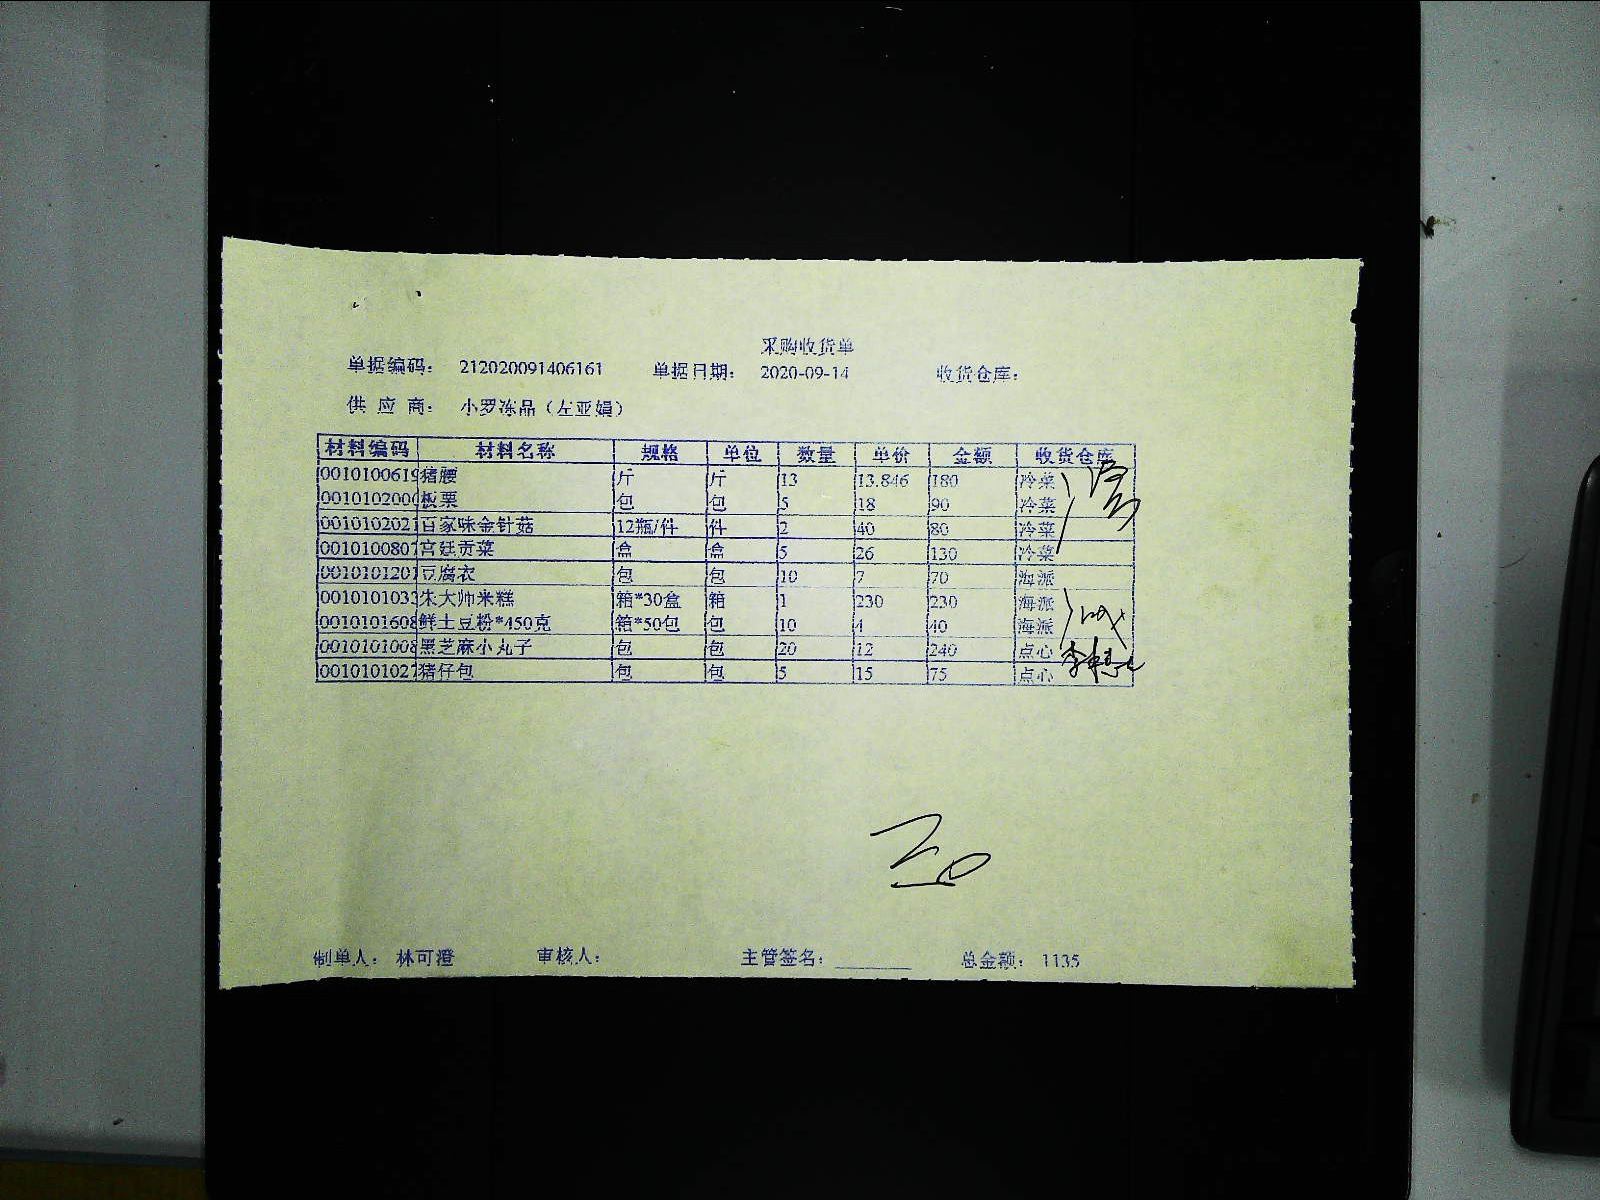 采购收货单
单据编码： 212020091406161 单据日期： 2020-09-14 收货仓库：
供 应 商： 小罗冻品（左亚娟）
材料编码 材料名称 规格 单位 数量 单价 金额 收货仓库
0010100619 猪腰 斤 斤 13 13.846 180 冷菜
001010200 板栗 包 包 5 18 90 冷菜
0010102021 百家味金针菇 12瓶/件 件 2 40 80 冷菜
0010100807 宫廷贡菜 盒 盒 5 26 130 冷菜
0010101201 豆腐衣 包 包 10 7 70 海派
0010101033 朱大帅米糕 箱*30盒 箱 1 230 230 海派
0010101608 鲜土豆粉*450克 箱*50包 包 10 4 40 海派
0010101008 黑芝麻小丸子 包 包 20 12 240 点心
0010101027 猪仔包 包 包 5 15 75 点心
制单人： 林可澄 审核人： 主管签名： 总金额： 1135